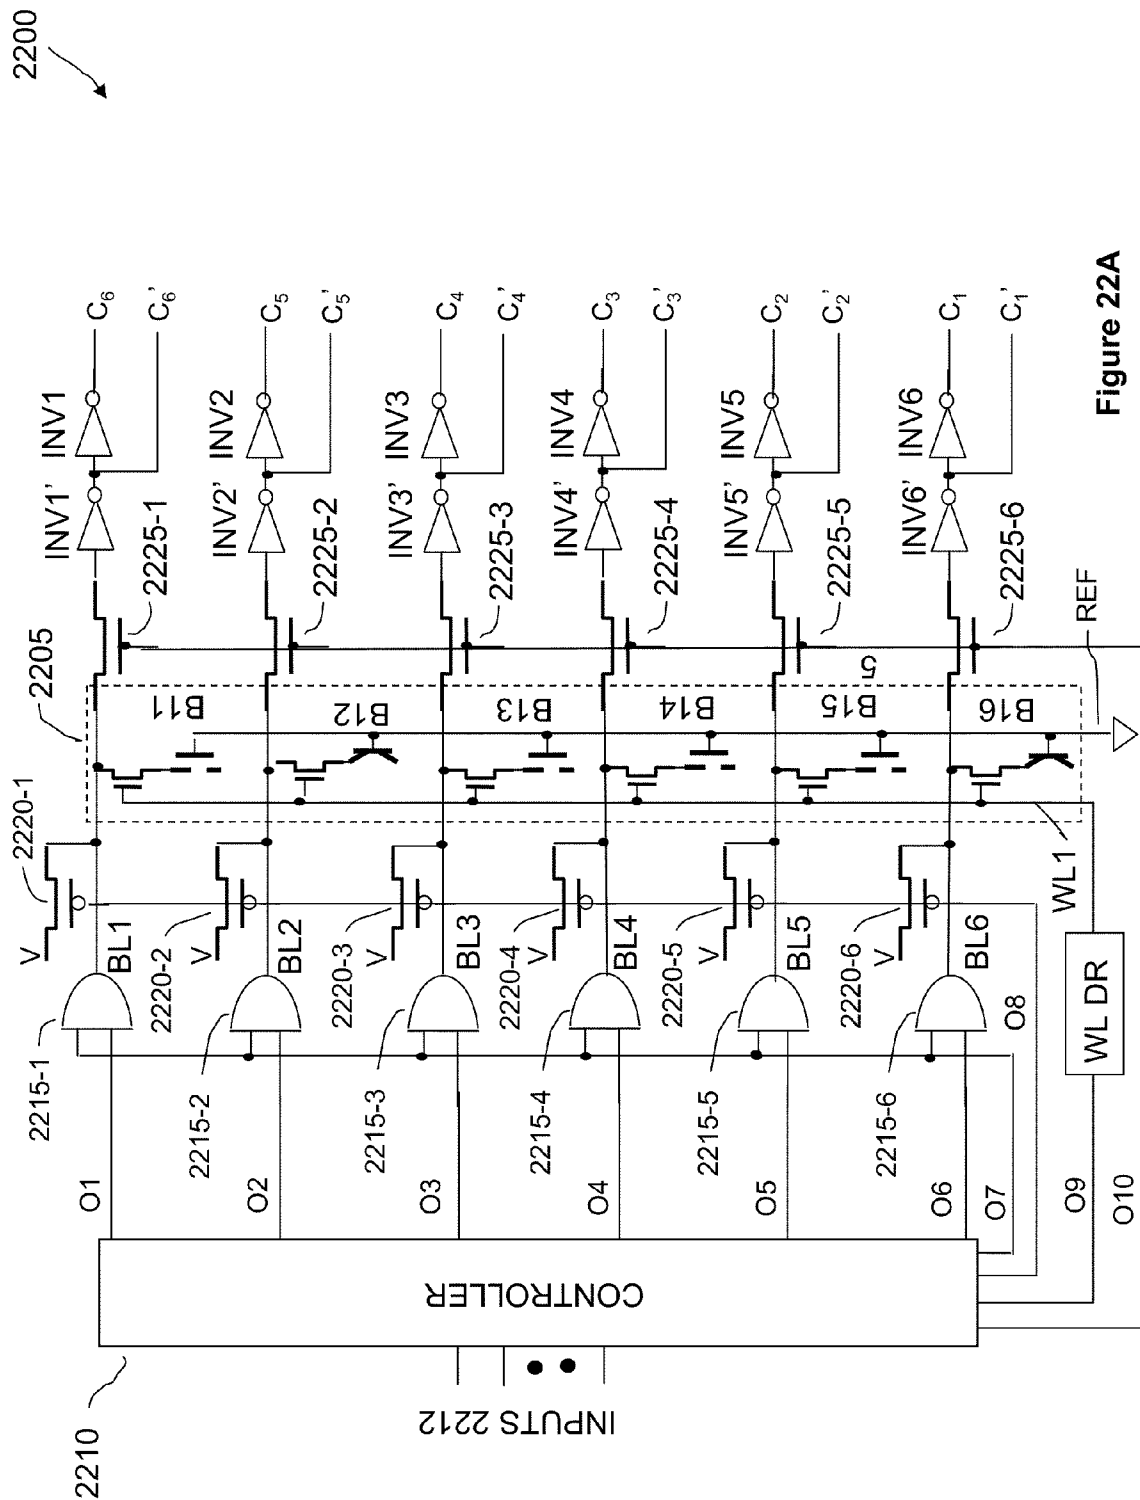 2200
2210
INPUTS 2212
CONTROLLER
O1
O2
O3
O4
O5
O6
O7
O8
O9
O10
2215-1
2215-2
2215-3
2215-4
2215-5
2215-6
BL1
BL2
BL3
BL4
BL5
BL6
V
V
V
V
V
V
2220-1
2220-2
2220-3
2220-4
2220-5
2220-6
WL DR
WL1
2205
B11
B12
B13
B14
B15
5
B16
REF
2225-1
2225-2
2225-3
2225-4
2225-5
2225-6
INV1'
INV1
INV2'
INV2
INV3'
INV3
INV4'
INV4
INV5'
INV5
INV6'
INV6
C₆
C₆'
C₅
C₅'
C₄
C₄'
C₃
C₃'
C₂
C₂'
C₁
C₁'
Figure 22A